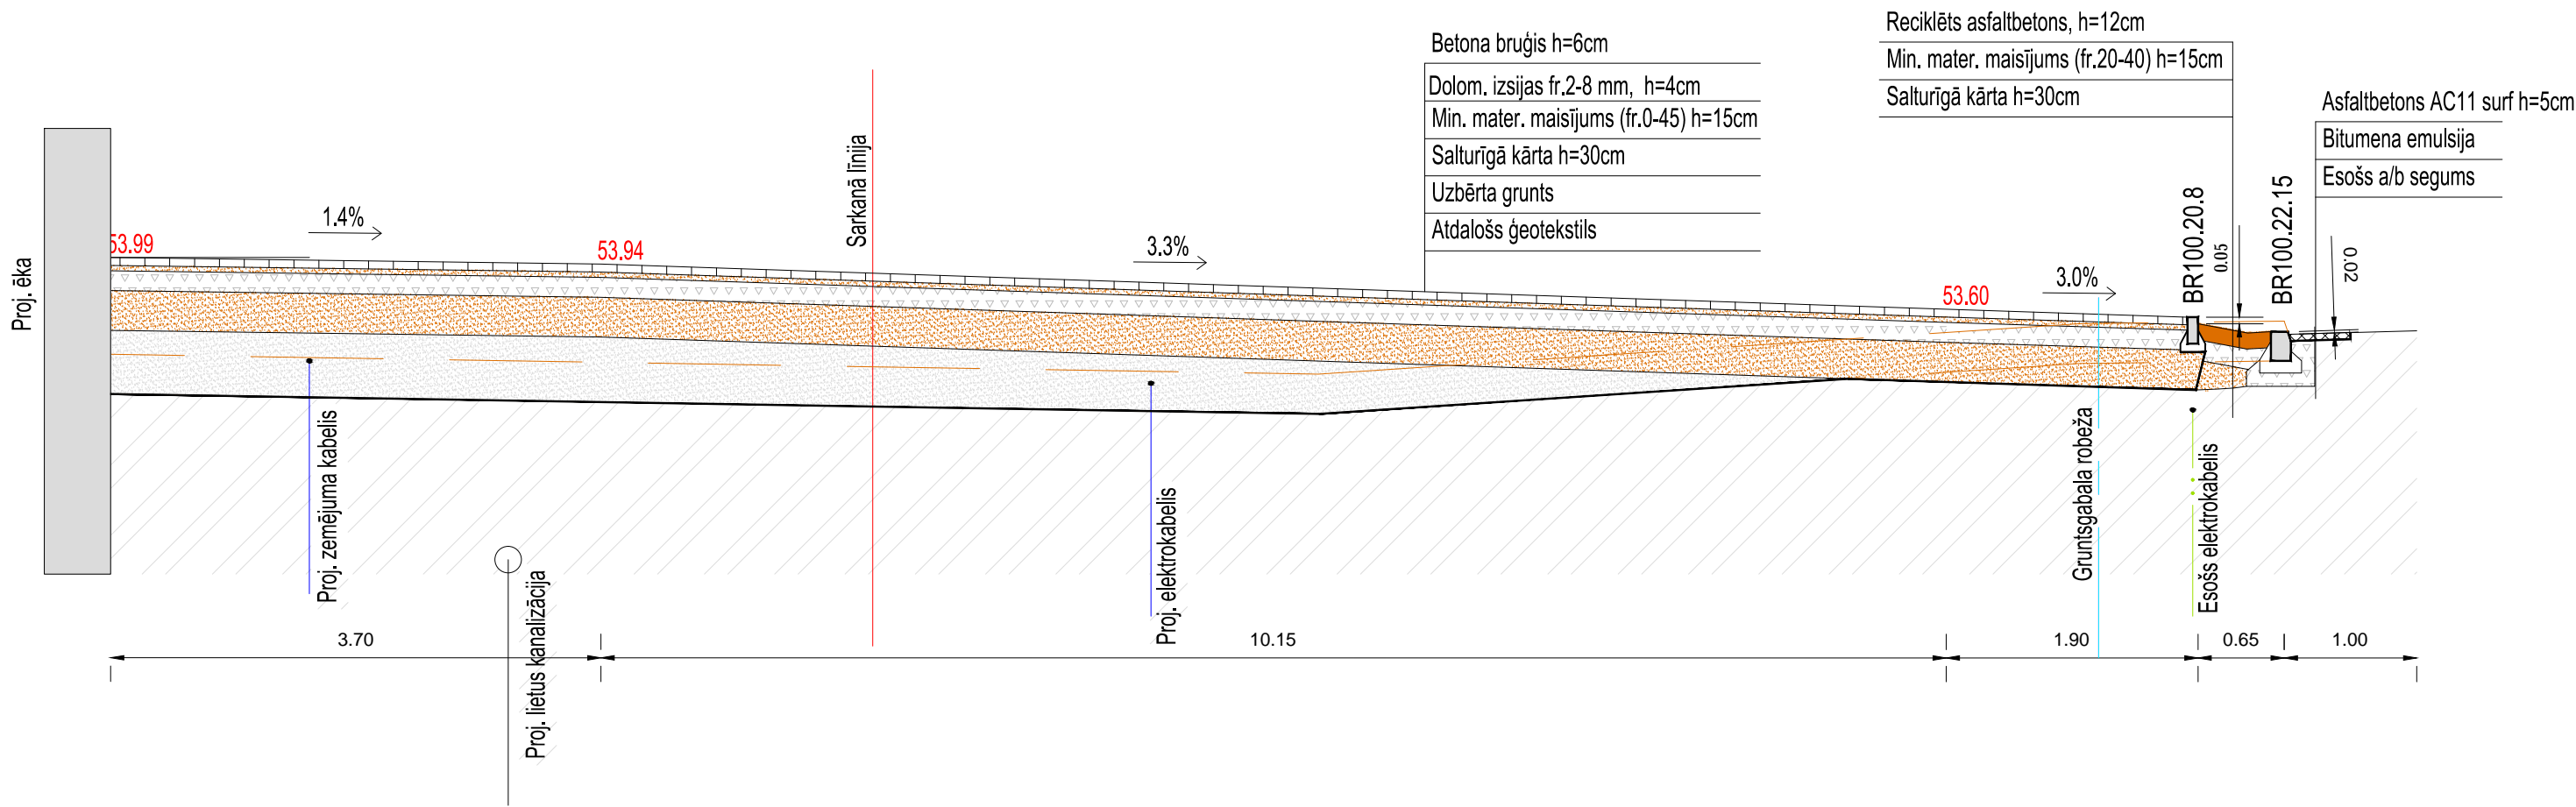 Reciklēts asfaltbetons, h=12cm
Min. mater. maisījums (fr.20-40) h=15cm
Salturīgā kārta h=30cm
Betona bruģis h=6cm
Dolom. izsijas fr.2-8 mm, h=4cm
Min. mater. maisījums (fr.0-45) h=15cm
Salturīgā kārta h=30cm
Uzbērta grunts
Atdalošs ģeotekstils
Asfaltbetons AC11 surf h=5cm
Bitumena emulsija
Esošs a/b segums
Proj. ēka
53.99
1.4%
53.94
Sarkanā līnija
3.3%
53.60
3.0%
BR100.20.8
0.05
BR100.22.15
0.02
Proj. zemējuma kabelis
Proj. lietus kanalizācija
Proj. elektrokabelis
Gruntsgabala robeža
Esošs elektrokabelis
3.70
10.15
1.90
0.65
1.00